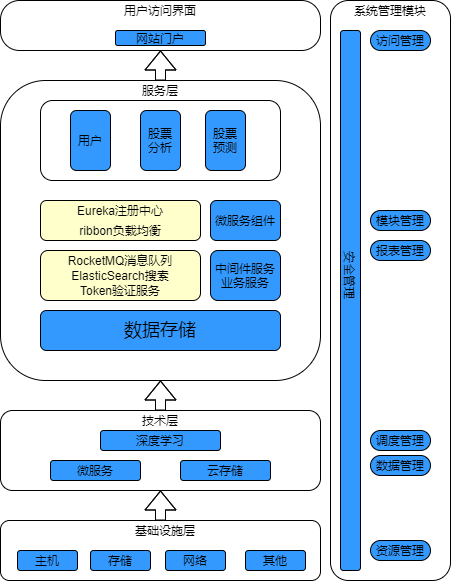 用户访问界面
网站门户
服务层
用户
股票
分析
股票
预测
Eureka注册中心
ribbon负载均衡
微服务组件
RocketMQ消息队列
ElasticSearch搜索
Token验证服务
中间件服务
业务服务
数据存储
技术层
深度学习
微服务
云存储
基础设施层
主机
存储
网络
其他
系统管理模块
安全管理
访问管理
模块管理
报表管理
调度管理
数据管理
资源管理